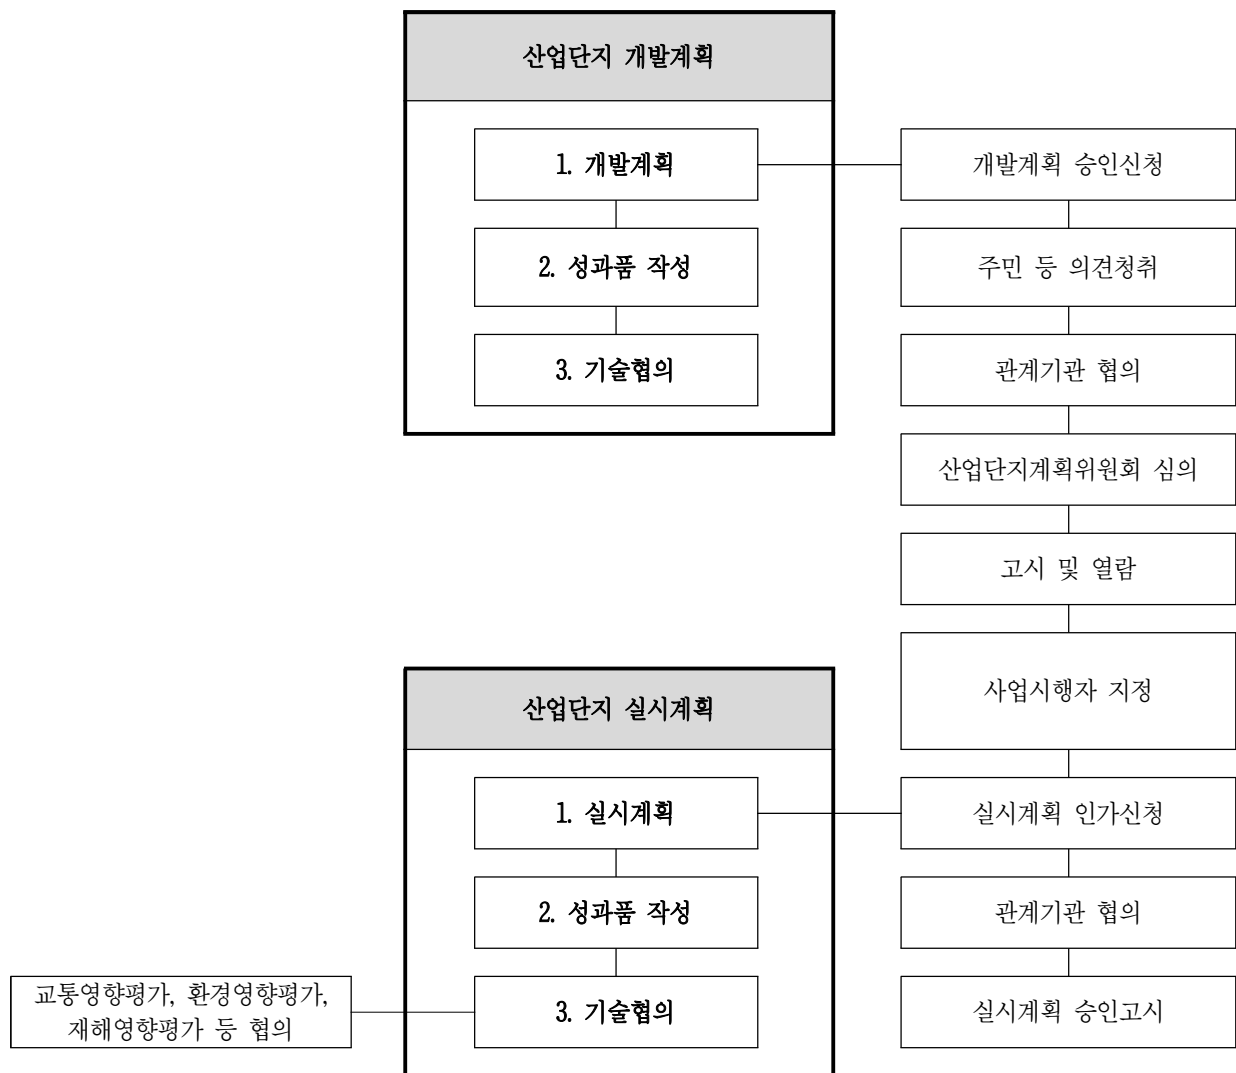 산업단지 개발계획
1. 개발계획
개발계획 승인신청
2. 성과품 작성
주민 등 의견청취
3. 기술협의
관계기관 협의
산업단지계획위원회 심의
고시 및 열람
사업시행자 지정
산업단지 실시계획
1. 실시계획
실시계획 인가신청
2. 성과품 작성
관계기관 협의
교통영향평가, 환경영향평가,
재해영향평가 등 협의
3. 기술협의
실시계획 승인고시